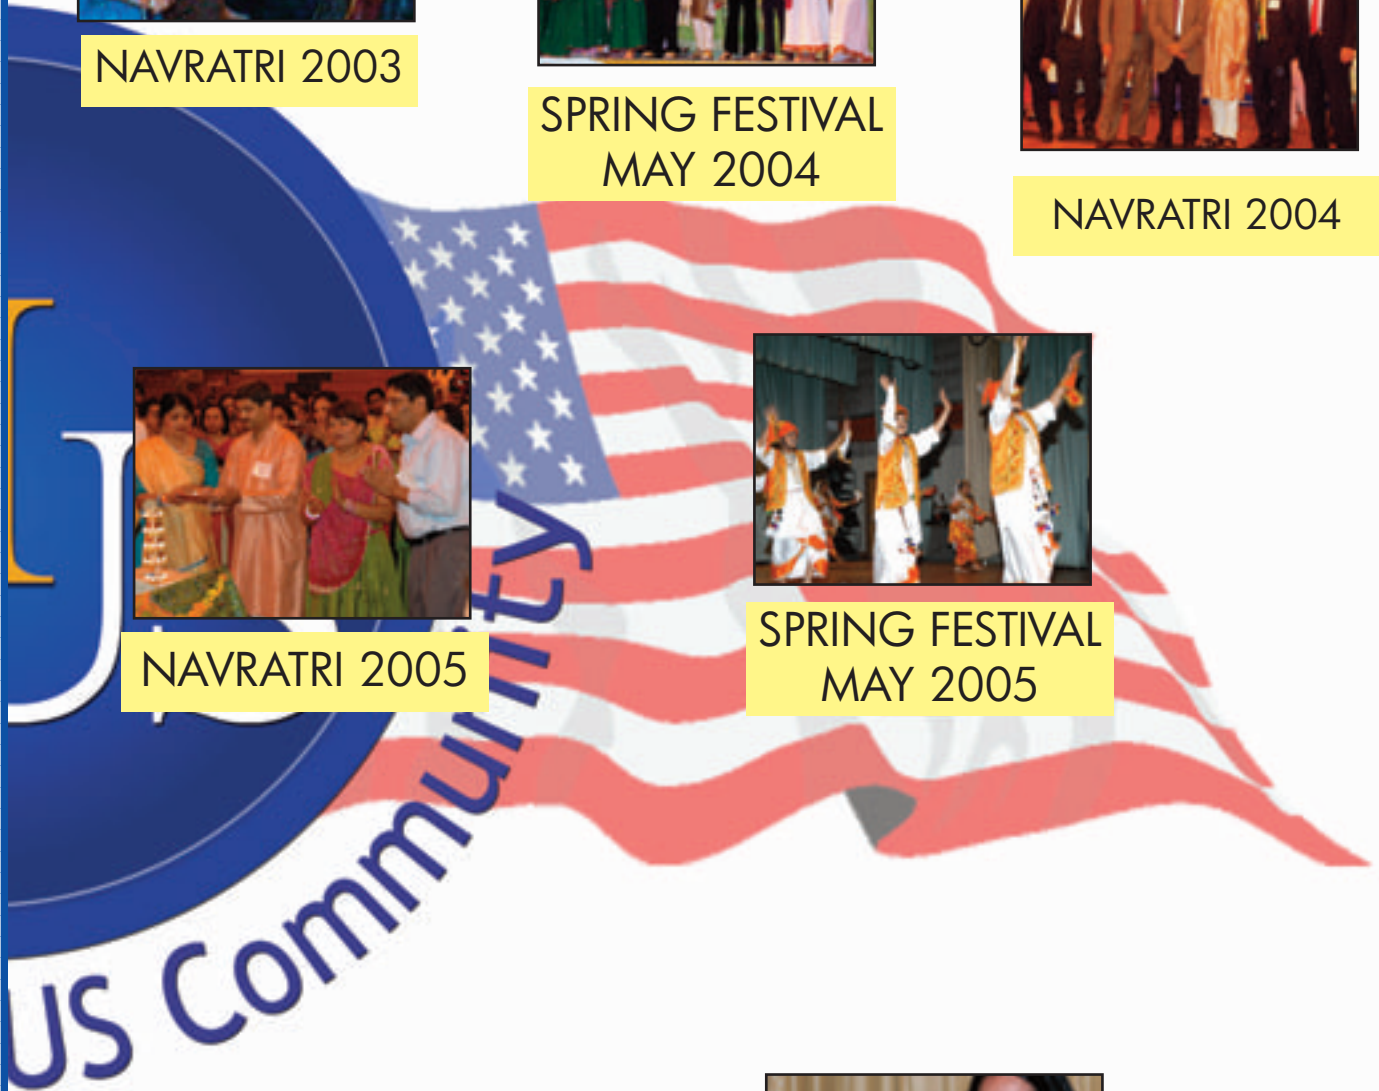 NAVRATRI 2003
SPRING FESTIVAL
MAY 2004
NAVRATRI 2004
NAVRATRI 2005
SPRING FESTIVAL
MAY 2005
US Community